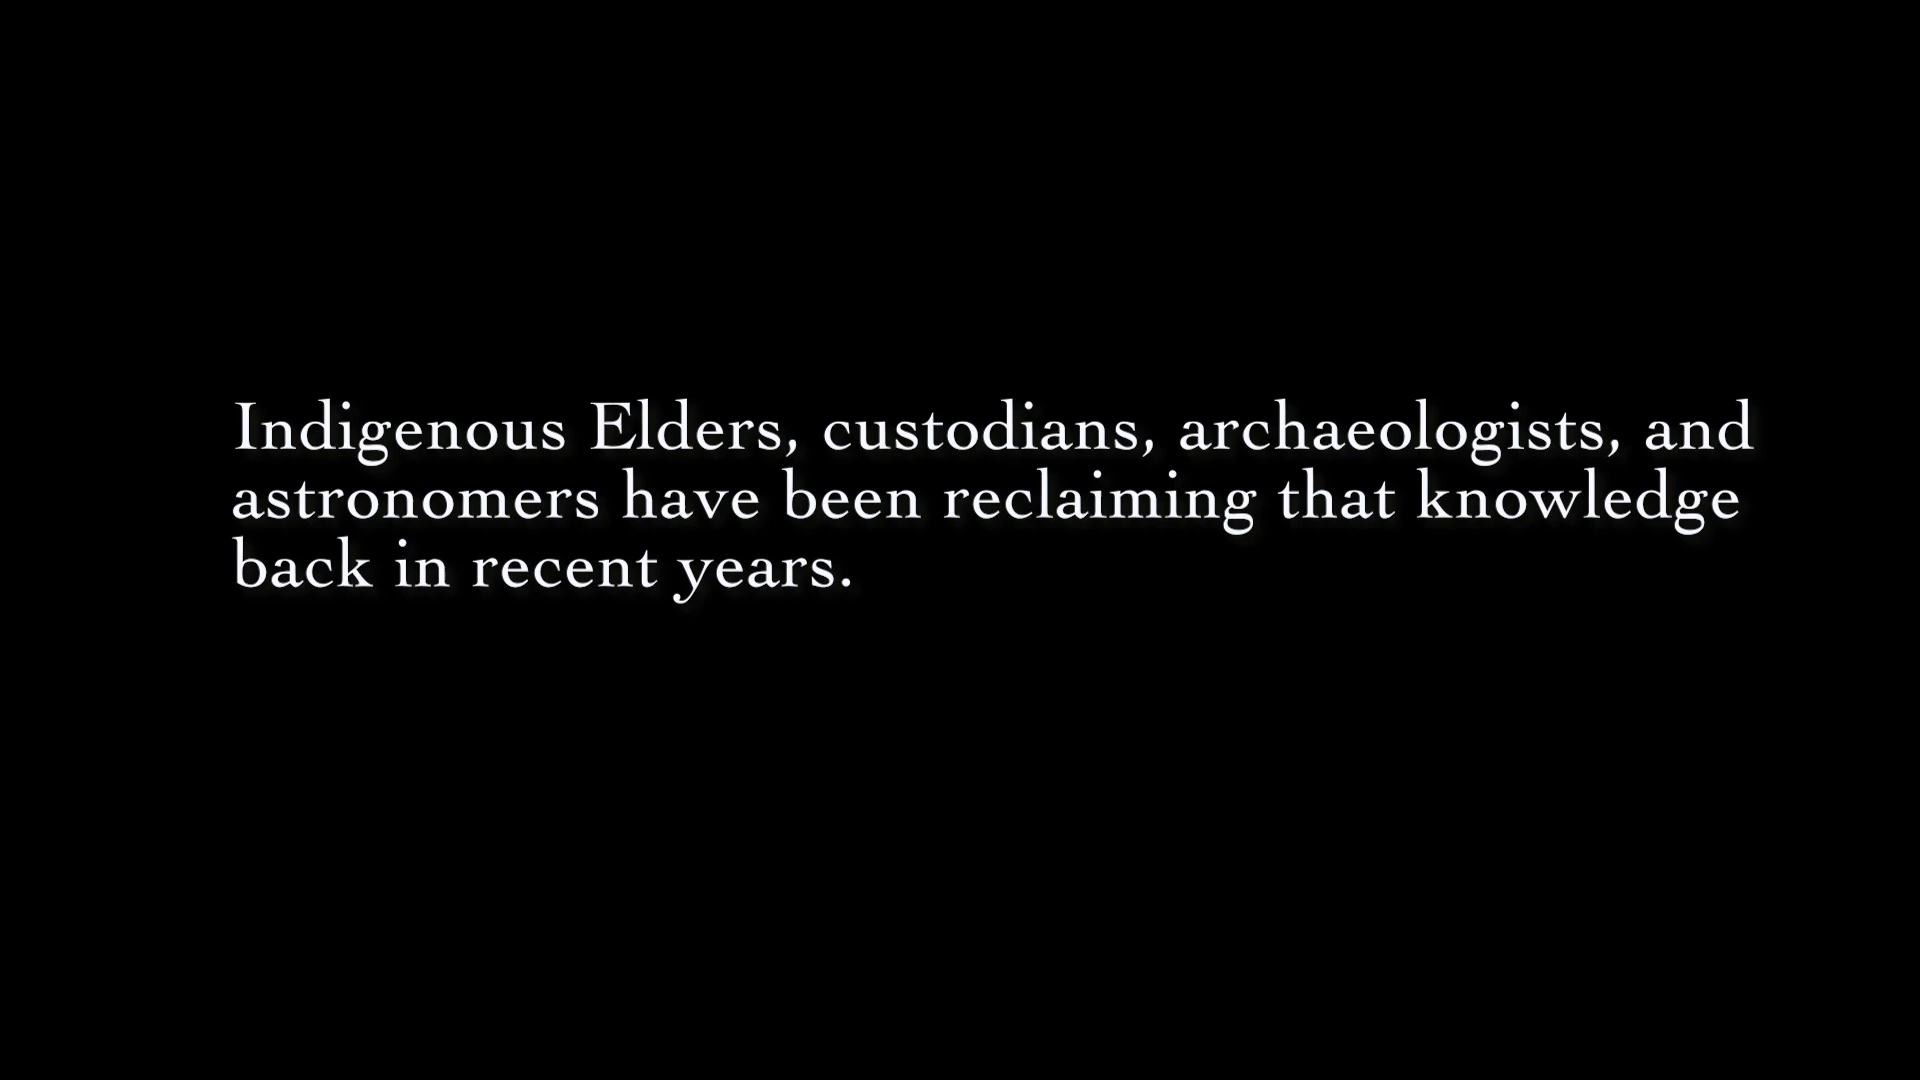 Indigenous Elders, custodians, archaeologists, and
astronomers have been reclaiming that knowledge
back in recent years.